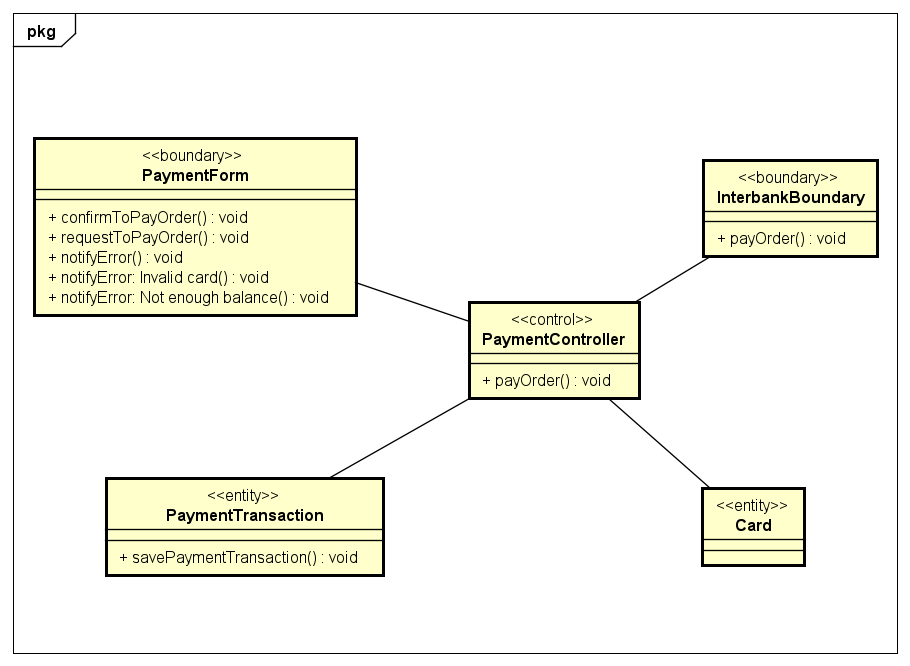 pkg
<<boundary>>
PaymentForm
+ confirmToPayOrder() : void
+ requestToPayOrder() : void
+ notifyError() : void
+ notifyError: Invalid card() : void
+ notifyError: Not enough balance() : void
<<boundary>>
InterbankBoundary
+ payOrder() : void
<<control>>
PaymentController
+ payOrder() : void
<<entity>>
PaymentTransaction
+ savePaymentTransaction() : void
<<entity>>
Card